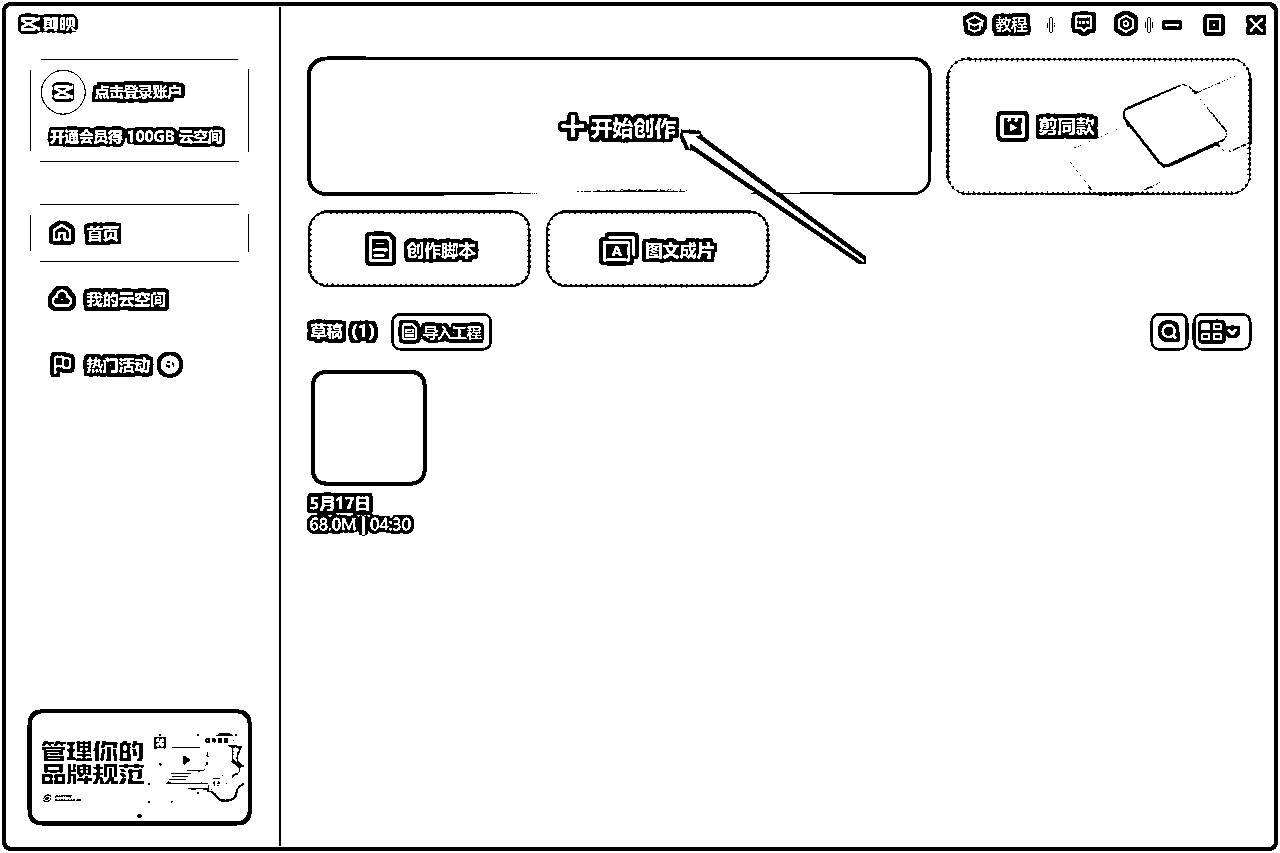 剪映
教程
点击登录账户
开通会员得 100GB 云空间
开始创作
剪同款
首页
创作脚本
图文成片
我的云空间
草稿 (1)
导入工程
热门活动
5月17日
68.0M | 04:30
管理你的
品牌规范